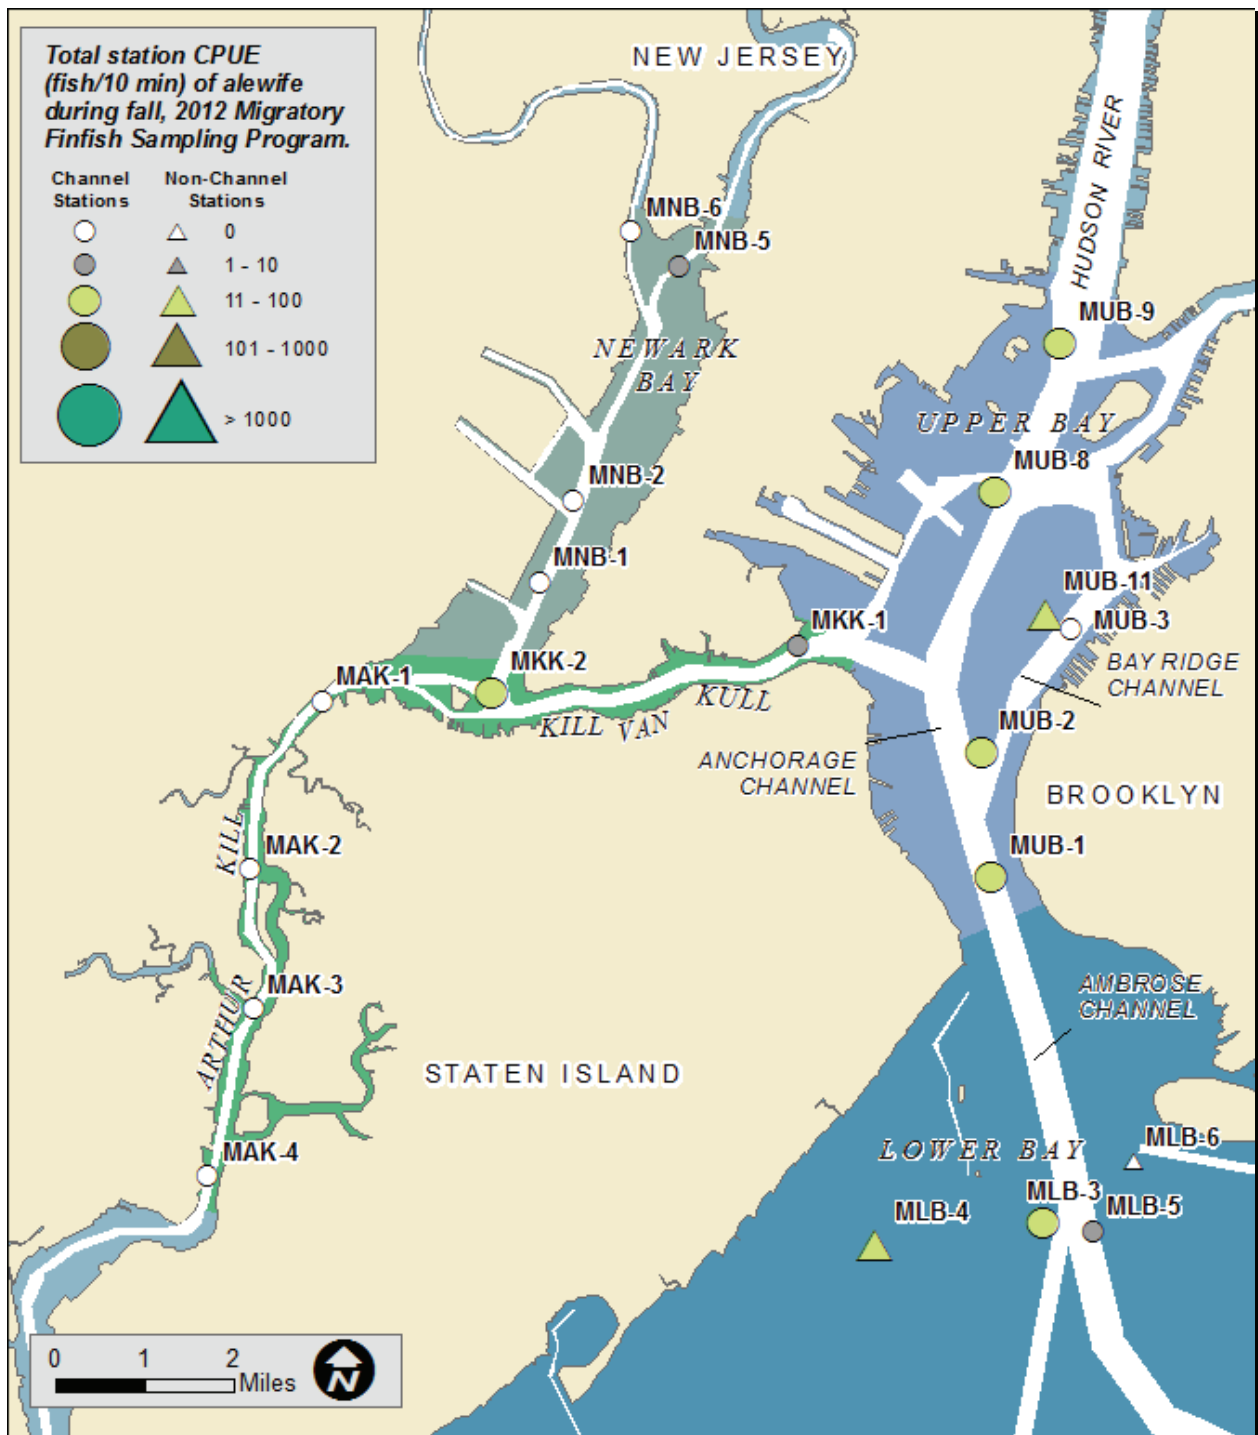 Total station CPUE
(fish/10 min) of alewife
during fall, 2012 Migratory
Finfish Sampling Program.
Channel Stations
Non-Channel Stations
0
1 - 10
11 - 100
101 - 1000
> 1000
NEW JERSEY
HUDSON RIVER
MNB-6
MNB-5
MUB-9
NEWARK
BAY
UPPER BAY
MUB-8
MNB-2
MNB-1
MUB-11
MKK-1
MUB-3
MKK-2
MAK-1
BAY RIDGE
CHANNEL
KILL VAN KULL
MUB-2
ANCHORAGE
CHANNEL
BROOKLYN
ARTHUR KILL
MAK-2
MUB-1
MAK-3
AMBROSE
CHANNEL
STATEN ISLAND
MAK-4
LOWER BAY
MLB-6
MLB-3
MLB-5
MLB-4
0 1 2
Miles
N